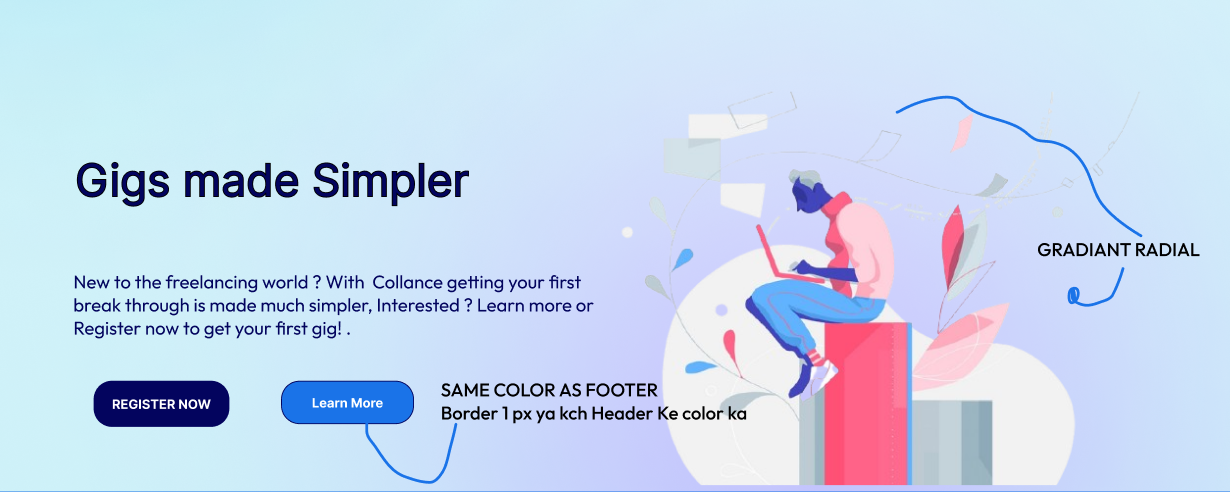 Gigs made Simpler
GRADIANT RADIAL
New to the freelancing world ? With Collance getting your first
break through is made much simpler, Interested ? Learn more or
Register now to get your first gig! .
REGISTER NOW
Learn More
SAME COLOR AS FOOTER
Border 1 px ya kch Header Ke color ka